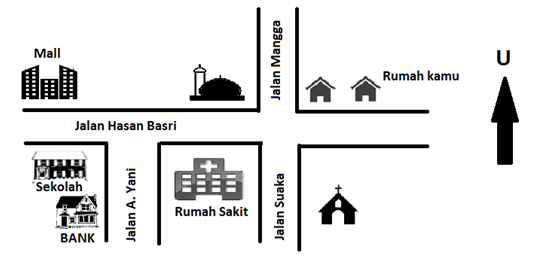 Mall
Jalan Mangga
Rumah kamu
U
Jalan Hasan Basri
Sekolah
BANK
Jalan A. Yani
Rumah Sakit
Jalan Suaka